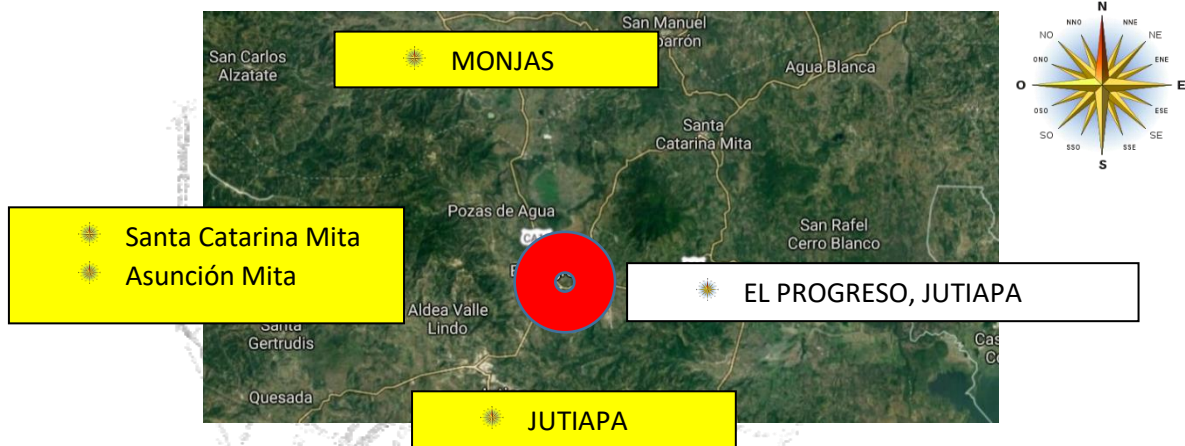 MONJAS
San Manuel
San Carlos
Alzatate
Agua Blanca
Santa
Catarina Mita
Pozas de Agua
Santa Catarina Mita
Asunción Mita
San Rafel
Cerro Blanco
EL PROGRESO, JUTIAPA
Aldea Valle
Lindo
Santa
Gertrudis
Quesada
JUTIAPA
N
NNO
NNE
NO
NE
ONO
ENE
O
E
OSO
ESE
SO
SE
SSO
SSE
S